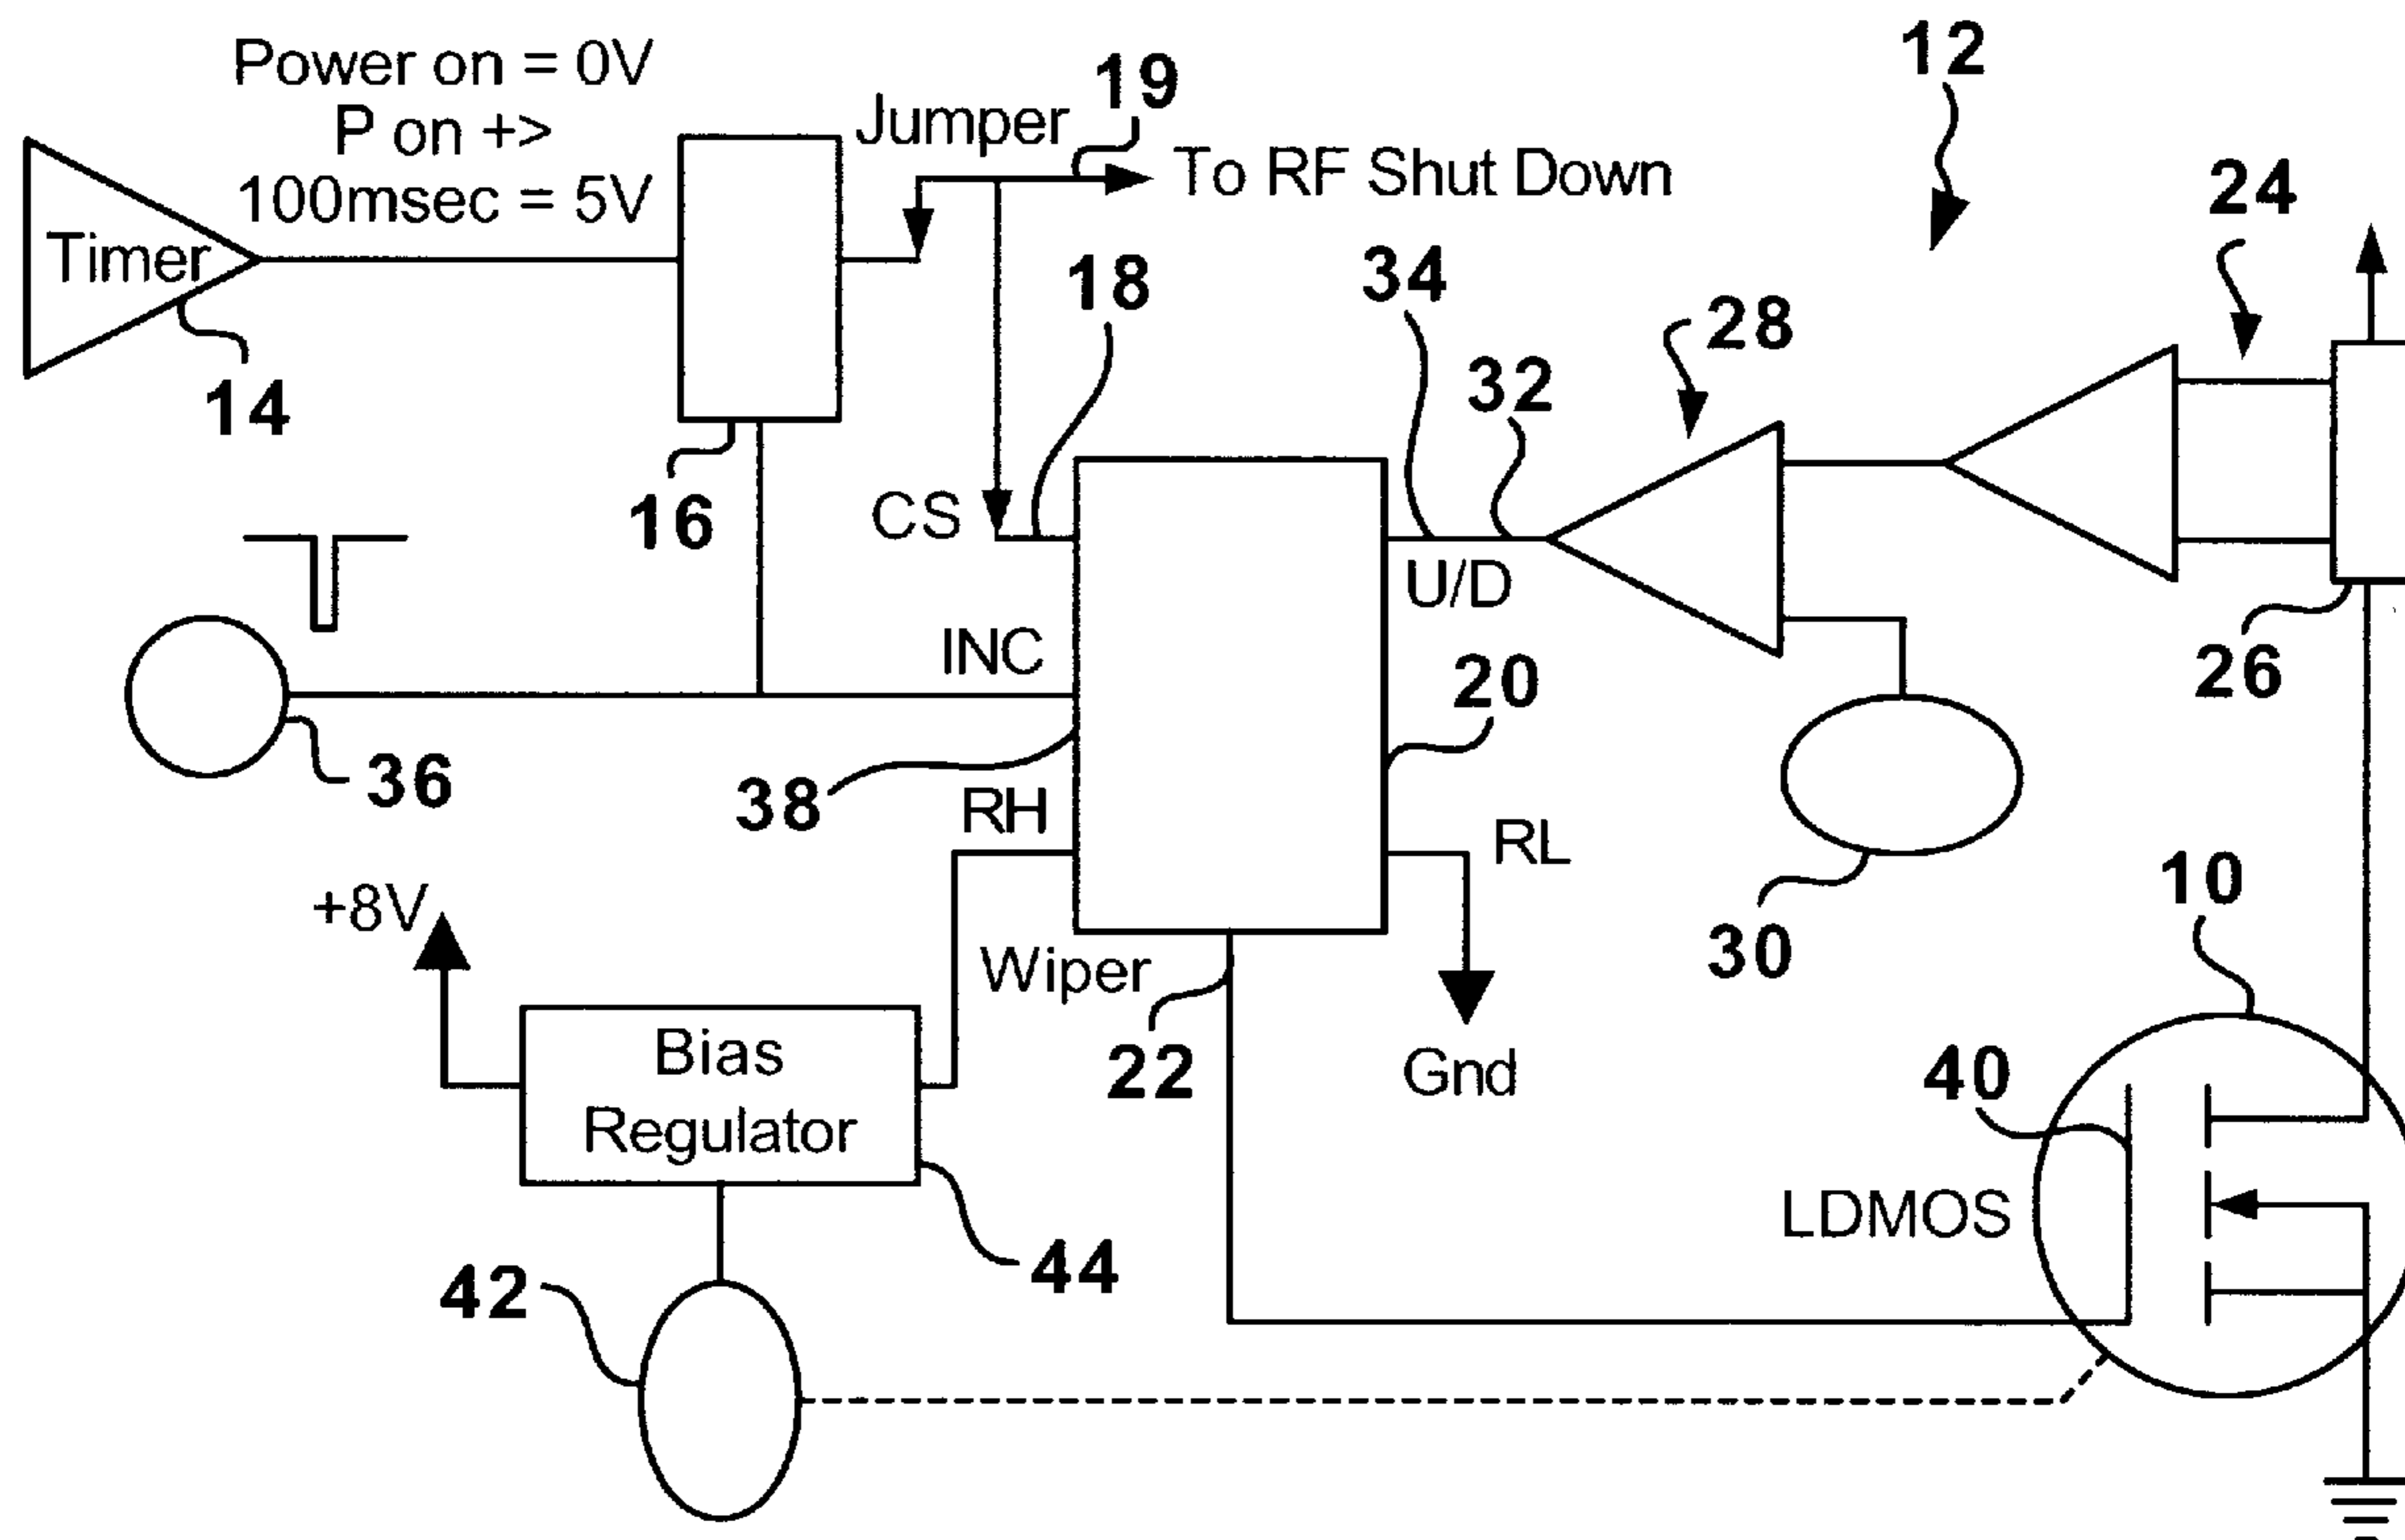 Power on = 0V
P on +>
100msec = 5V
Timer
14
16
Jumper
19
To RF Shut Down
12
24
18
34
32
28
CS
U/D
26
INC
20
36
38
RH
RL
30
10
+8V
Wiper
22
Gnd
40
Bias
Regulator
LDMOS
44
42